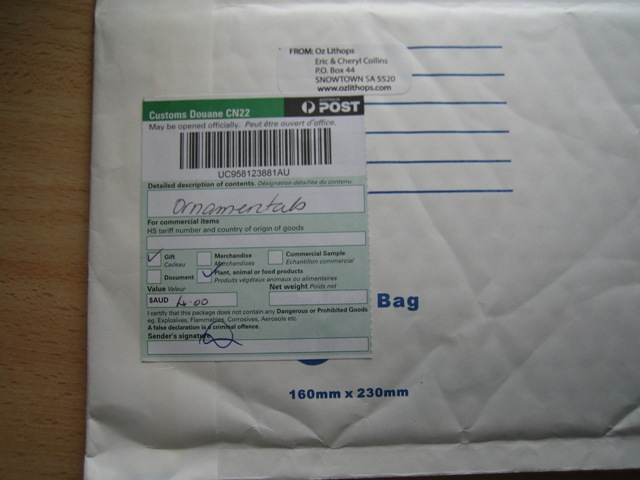 FROM: Oz Lithops
Eric & Cheryl Collins
P.O. Box 44
SNOWTOWN SA 5520
www.ozlithops.com
Customs Douane CN22
AUSTRALIA
POST
May be opened officially. Peut être ouvert d'office.
UC958123881AU
Detailed description of contents. Désignation détaillée du contenu.
Ornamentals
For commercial items
HS tariff number and country of origin of goods
Gift
Cadeau
Merchandise
Marchandises
Commercial Sample
Echantillon commercial
Document
Plant, animal or food products
Produits végétaux animaux ou alimentaires
Value Valeur
Net weight Poids net
$AUD 4.00
I certify that this package does not contain any Dangerous or Prohibited Goods
eg. Explosives, Flammables, Corrosives, Aerosols etc.
A false declaration is a criminal offence.
Sender's signature
Bag
160mm x 230mm